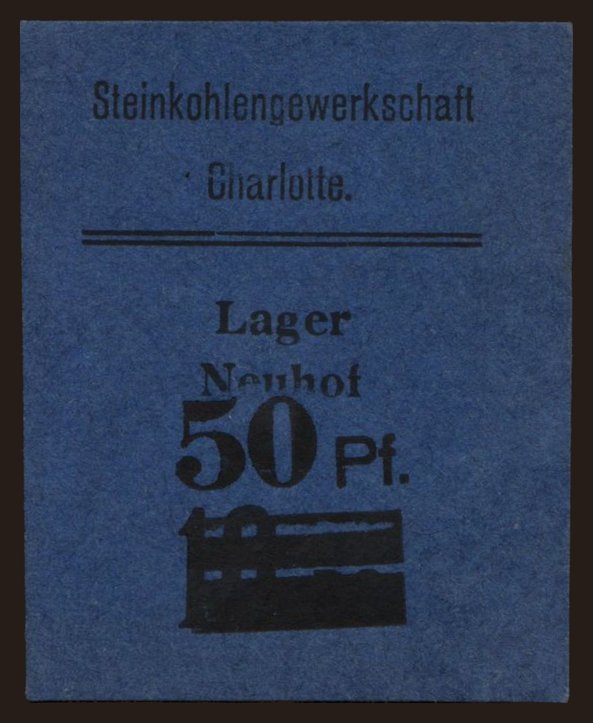 Steinkohlengewerkschaft
Charlotte.
Lager
Neuhof
50 Pf.